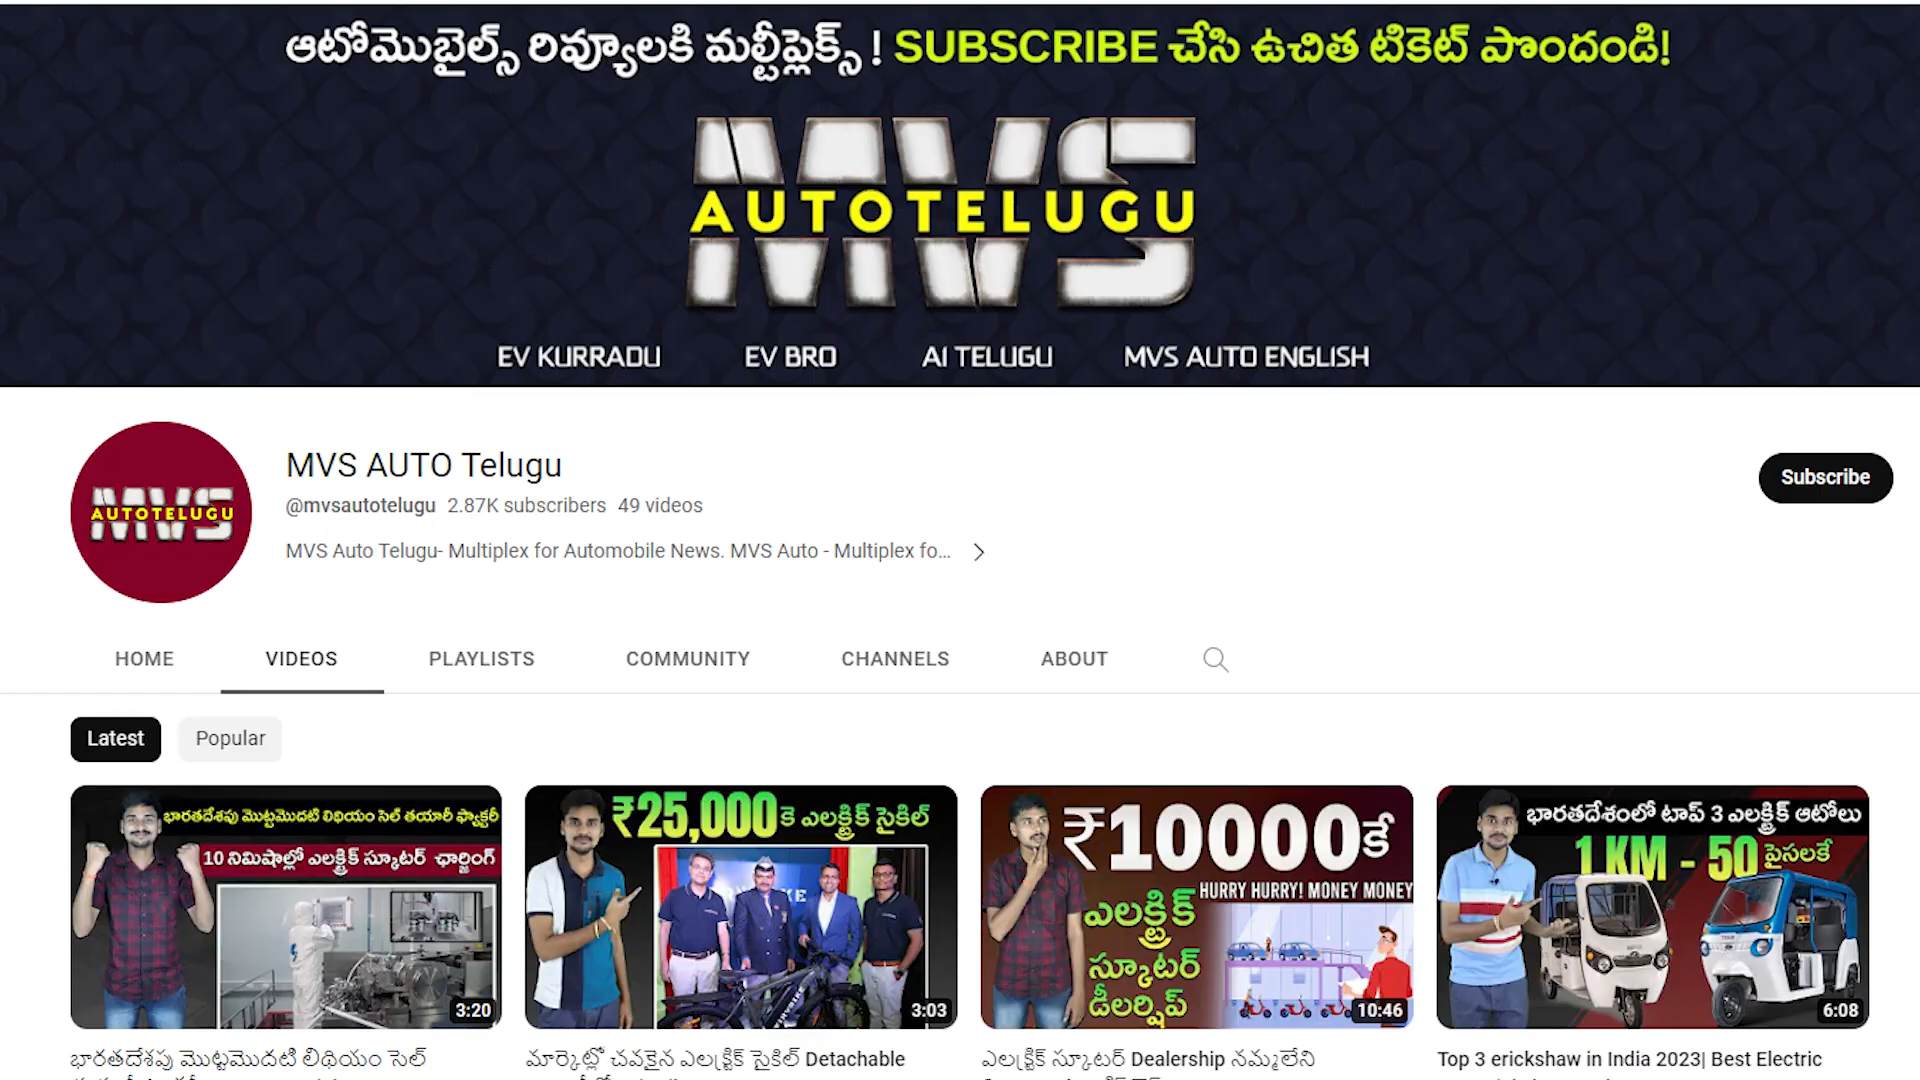 ఆటోమొబైల్స్ రివ్యూలకి మల్టీప్లెక్స్ ! SUBSCRIBE చేసి ఉచిత టికెట్ పొందండి!
MVS
AUTOTELUGU
EV KURRADU EV BRO AI TELUGU MVS AUTO ENGLISH
MVS
AUTOTELUGU
MVS AUTO Telugu
@mvsautotelugu 2.87K subscribers 49 videos
MVS Auto Telugu- Multiplex for Automobile News. MVS Auto - Multiplex fo...
Subscribe
HOME VIDEOS PLAYLISTS COMMUNITY CHANNELS ABOUT
Latest Popular
భారతదేశపు మొట్టమొదటి లిథియం సెల్ తయారీ ఫ్యాక్టరీ
10 నిమిషాల్లో ఎలక్ట్రిక్ స్కూటర్ ఛార్జింగ్
3:20
₹25,000కె ఎలక్ట్రిక్ సైకిల్
3:03
₹10000కే
HURRY HURRY! MONEY MONEY
ఎలక్ట్రిక్
స్కూటర్
డీలర్షిప్
10:46
భారతదేశంలో టాప్ 3 ఎలక్ట్రిక్ ఆటోలు
1 KM - 50 పైసలకే
6:08
భారతదేశపు మొట్టమొదటి లిథియం సెల్
మార్కెట్లో చవకైన ఎలక్ట్రిక్ సైకిల్ Detachable
ఎలక్ట్రిక్ స్కూటర్ Dealership నమ్మలేని
Top 3 erickshaw in India 2023| Best Electric